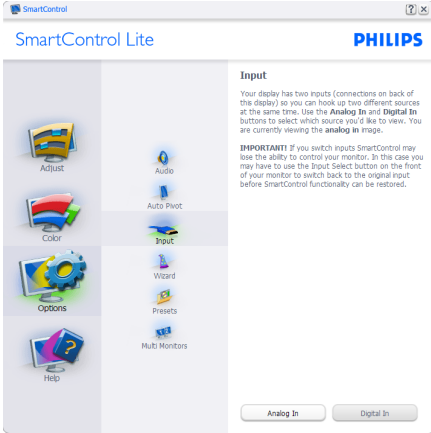 SmartControl
? ×
SmartControl Lite
PHILIPS
Adjust
Color
Options
Help
Audio
Auto Pivot
Input
Wizard
Presets
Multi Monitors
Input
Your display has two inputs (connections on back of
this display) so you can hook up two different sources
at the same time. Use the Analog In and Digital In
buttons to select which source you'd like to view. You
are currently viewing the analog in image.
IMPORTANT! If you switch inputs SmartControl may
lose the ability to control your monitor. In this case you
may have to use the Input Select button on the front
of your monitor to switch back to the original input
before SmartControl functionality can be restored.
Analog In
Digital In